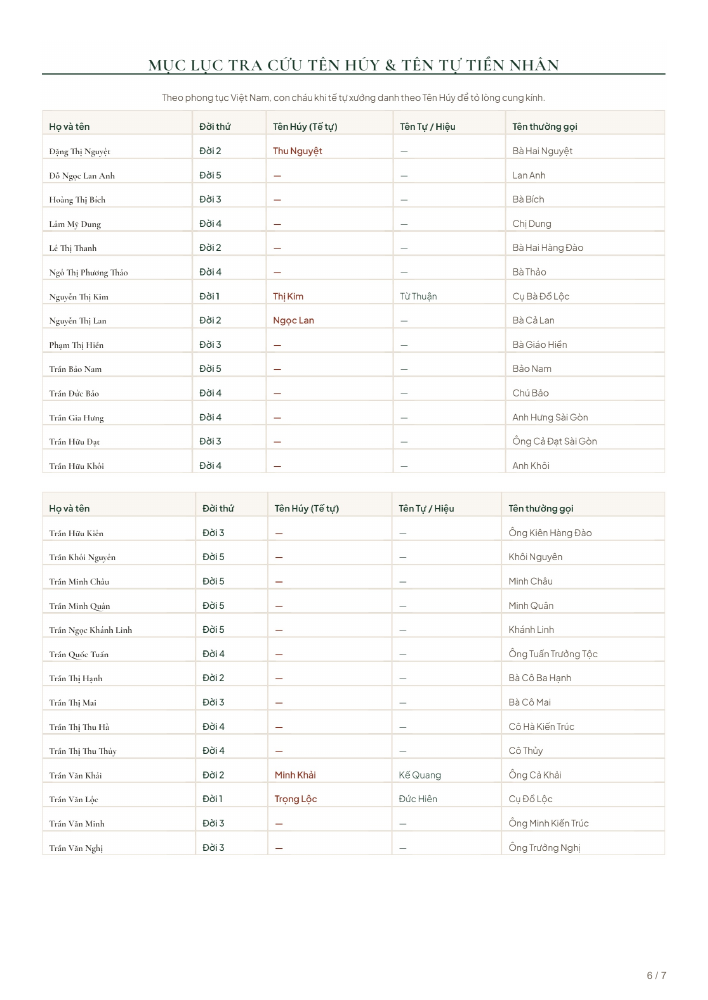 MỤC LỤC TRA CỨU TÊN HÚY & TÊN TỰ TIỀN NHÂN
Theo phong tục Việt Nam, con cháu khi tế tự xướng danh theo Tên Húy để tỏ lòng cung kính.
Họ và tên Đời thứ Tên Húy (Tế tự) Tên Tự / Hiệu Tên thường gọi
Đặng Thị Nguyệt Đời 2 Thu Nguyệt — Bà Hai Nguyệt
Đỗ Ngọc Lan Anh Đời 5 — — Lan Anh
Hoàng Thị Bích Đời 3 — — Bà Bích
Lâm Mỹ Dung Đời 4 — — Chị Dung
Lê Thị Thanh Đời 2 — — Bà Hai Hàng Đào
Ngô Thị Phương Thảo Đời 4 — — Bà Thảo
Nguyễn Thị Kim Đời 1 Thị Kim Từ Thuận Cụ Bà Đồ Lộc
Nguyễn Thị Lan Đời 2 Ngọc Lan — Bà Cả Lan
Phạm Thị Hiền Đời 3 — — Bà Giáo Hiền
Trần Bảo Nam Đời 5 — — Bảo Nam
Trần Đức Bảo Đời 4 — — Chú Bảo
Trần Gia Hưng Đời 4 — — Anh Hưng Sài Gòn
Trần Hữu Đạt Đời 3 — — Ông Cả Đạt Sài Gòn
Trần Hữu Khôi Đời 4 — — Anh Khôi
Họ và tên Đời thứ Tên Húy (Tế tự) Tên Tự / Hiệu Tên thường gọi
Trần Hữu Kiên Đời 3 — — Ông Kiên Hàng Đào
Trần Khôi Nguyên Đời 5 — — Khôi Nguyên
Trần Minh Châu Đời 5 — — Minh Châu
Trần Minh Quân Đời 5 — — Minh Quân
Trần Ngọc Khánh Linh Đời 5 — — Khánh Linh
Trần Quốc Tuấn Đời 4 — — Ông Tuấn Trưởng Tộc
Trần Thị Hạnh Đời 2 — — Bà Cô Ba Hạnh
Trần Thị Mai Đời 3 — — Bà Cô Mai
Trần Thị Thu Hà Đời 4 — — Cô Hà Kiến Trúc
Trần Thị Thu Thủy Đời 4 — — Cô Thủy
Trần Văn Khải Đời 2 Minh Khải Kế Quang Ông Cả Khải
Trần Văn Lộc Đời 1 Trọng Lộc Đức Hiên Cụ Đồ Lộc
Trần Văn Minh Đời 3 — — Ông Minh Kiến Trúc
Trần Văn Nghị Đời 3 — — Ông Trưởng Nghị
6 / 7